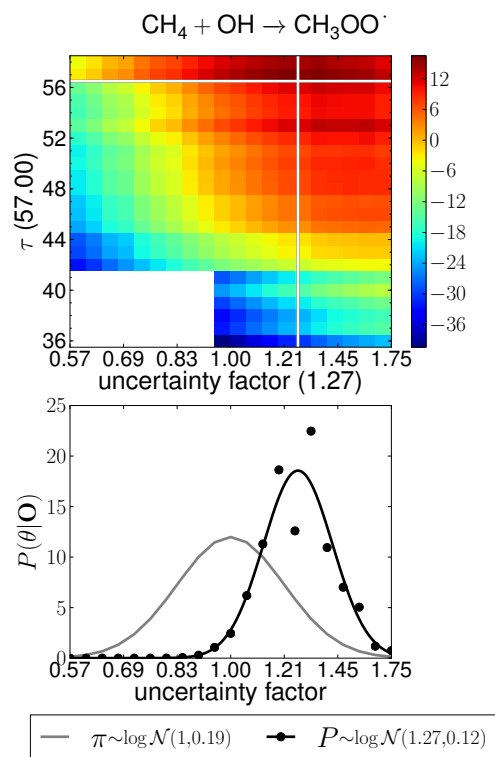 CH₄ + OH → CH₃OO˙
56
52
48
44
40
36
τ (57.00)
12
6
0
−6
−12
−18
−24
−30
−36
0.57 0.69 0.83 1.00 1.21 1.45 1.75
uncertainty factor (1.27)
25
20
15
10
5
0
P(θ|O)
0.57 0.69 0.83 1.00 1.21 1.45 1.75
uncertainty factor
π∼log N(1,0.19) P∼log N(1.27,0.12)